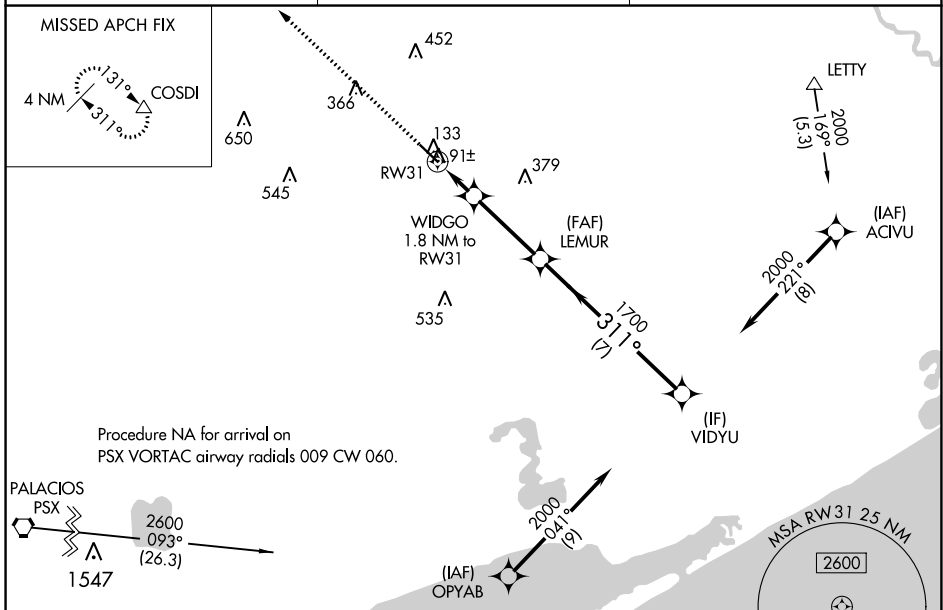 MISSED APCH FIX
4 NM
131°
311°
COSDI
452
366
650
545
133
91±
RW31
379
LETTY
2000
169°
(5.3)
WIDGO
1.8 NM to
RW31
(FAF)
LEMUR
(IAF)
ACIVU
2000
221°
(8)
535
1700
311°
(7)
(IF)
VIDYU
Procedure NA for arrival on
PSX VORTAC airway radials 009 CW 060.
PALACIOS
PSX
2600
093°
(26.3)
1547
2000
041°
(9)
(IAF)
OPYAB
MSA RW31 25 NM
2600